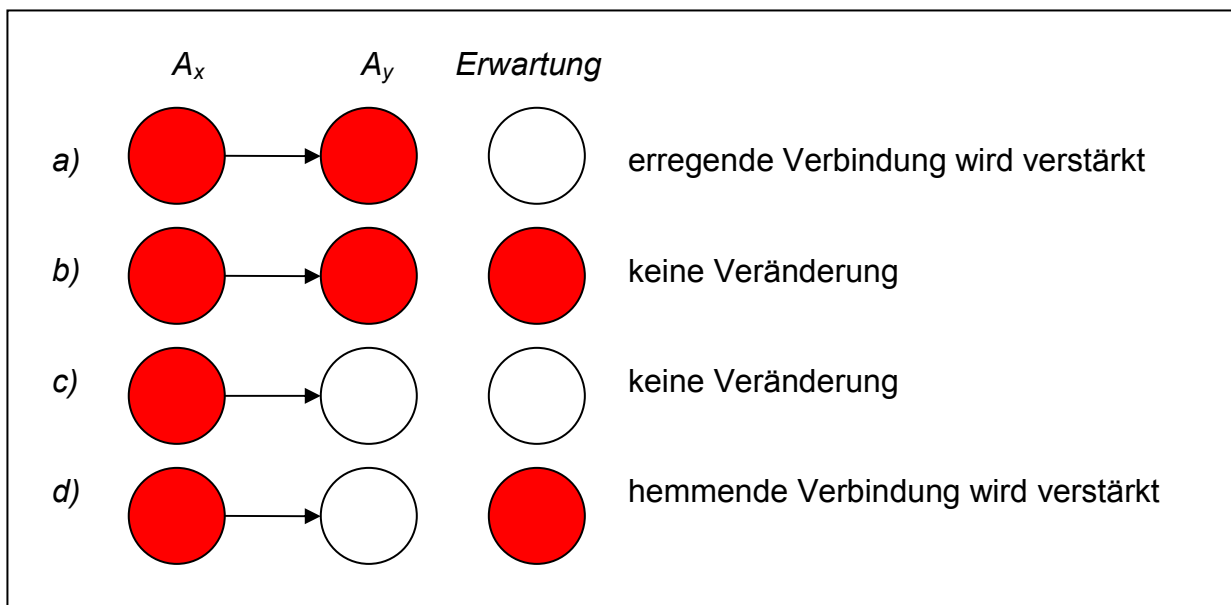 Ax Ay Erwartung
a) erregende Verbindung wird verstärkt
b) keine Veränderung
c) keine Veränderung
d) hemmende Verbindung wird verstärkt